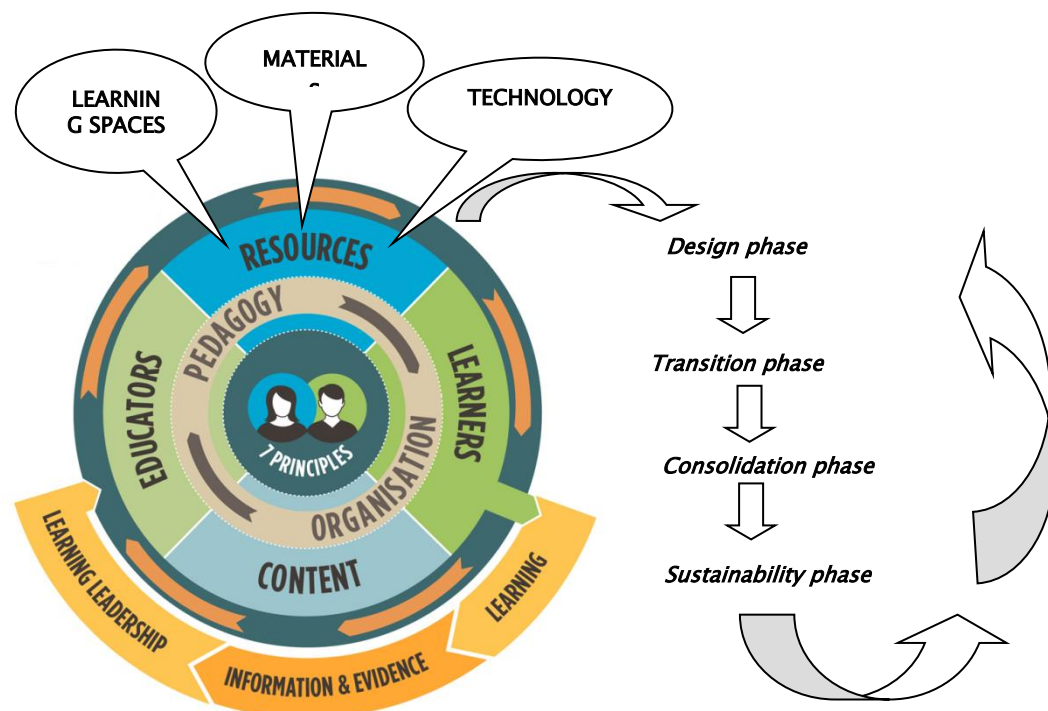 MATERIAL
S
LEARNIN
G SPACES
TECHNOLOGY
RESOURCES
PEDAGOGY
EDUCATORS
LEARNERS
7 PRINCIPLES
ORGANISATION
CONTENT
LEARNING LEADERSHIP
INFORMATION & EVIDENCE
LEARNING
Design phase
Transition phase
Consolidation phase
Sustainability phase